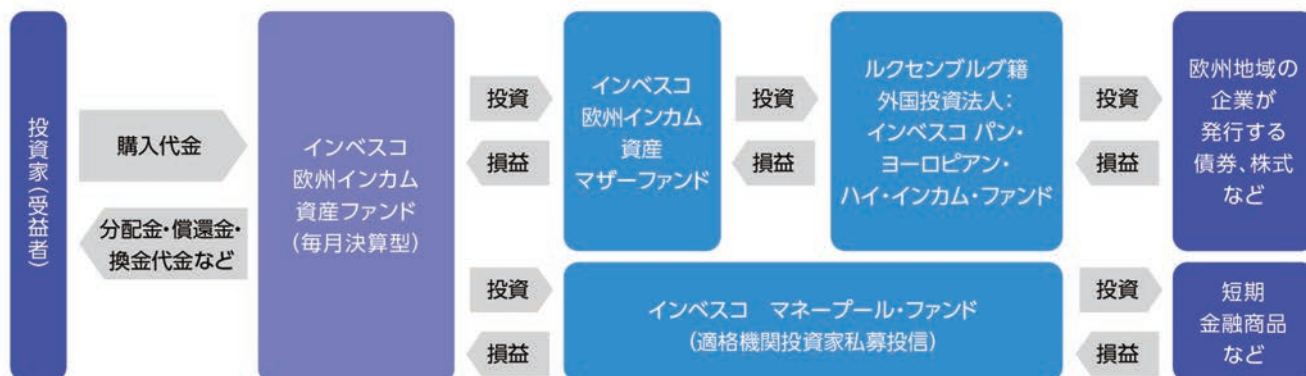 投資家(受益者)
購入代金
分配金・償還金・
換金代金など
インベスコ
欧州インカム
資産ファンド
(毎月決算型)
投資
損益
インベスコ
欧州インカム
資産
マザーファンド
投資
損益
ルクセンブルグ籍
外国投資法人:
インベスコ パン・
ヨーロピアン・
ハイ・インカム・ファンド
投資
損益
欧州地域の
企業が
発行する
債券、株式
など
投資
損益
インベスコ　マネープール・ファンド
(適格機関投資家私募投信)
投資
損益
短期
金融商品
など